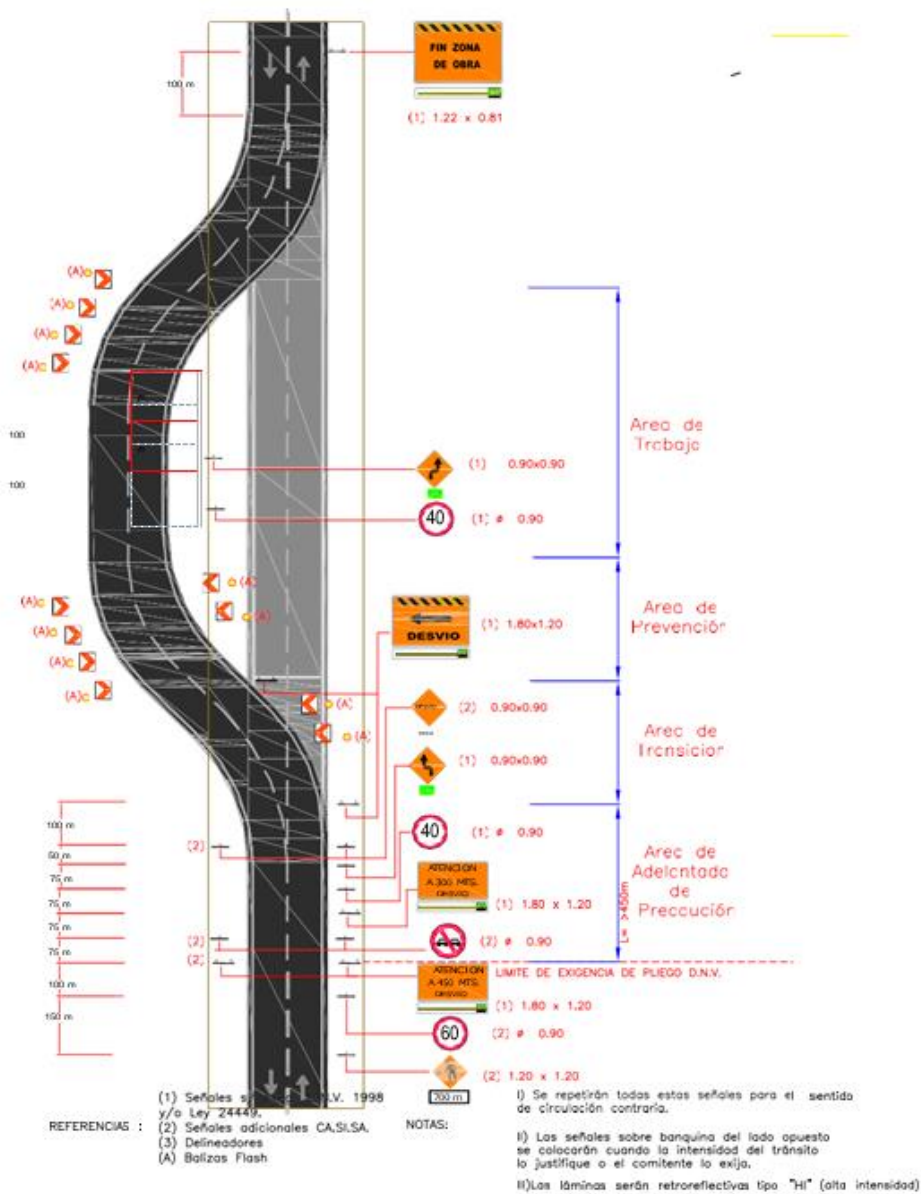 FIN ZONA
DE OBRA
100 m
(1) 1.22 x 0.81
(A)
(A)
(A)
(A)
100
100
Area de
Trabajo
(1) 0.90x0.90
40
(1) ø 0.90
(A)
(A)
(A)
(A)
(A)
(A)
DESVIO
(1) 1.80x1.20
Area de
Prevención
(A)
(A)
(2) 0.90x0.90
(1) 0.90x0.90
Area de
100 m
50 m
75 m
75 m
75 m
75 m
100 m
150 m
(2)
(2)
(2)
40
(1) ø 0.90
ATENCION
A 300 MTS.
DESVIO
(1) 1.80 x 1.20
(2) ø 0.90
Area de
de
L= >450m
LIMITE DE EXIGENCIA DE PLIEGO D.N.V.
ATENCION
A 450 MTS.
DESVIO
(1) 1.80 x 1.20
60
(2) ø 0.90
(2) 1.20 x 1.20
700 m
REFERENCIAS :
(1) Señales 1998
y/o Ley 24449.
(2) Señales adicionales CA.SI.SA.
(3) Delineadores
(A) Balizas Flash
NOTAS:
I) Se repetirán todas estas señales para el sentido
de circulación contraria.
II) Las señales sobre banquina del lado opuesto
se colocarán cuando la intensidad del tránsito
lo justifique o el comitente lo exija.
III)Las láminas serán retroreflectivas tipo "HI" (alta intensidad)